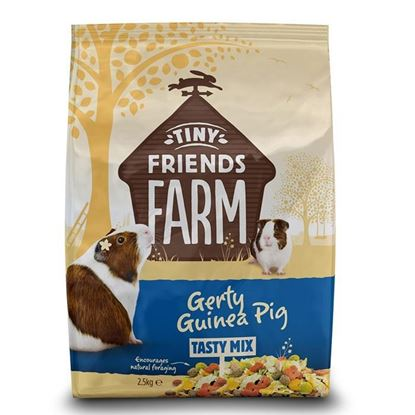 TINY
FRIENDS
FARM
Gerty
Guinea Pig
TASTY MIX
Encourages
natural foraging
2.5kg ℮